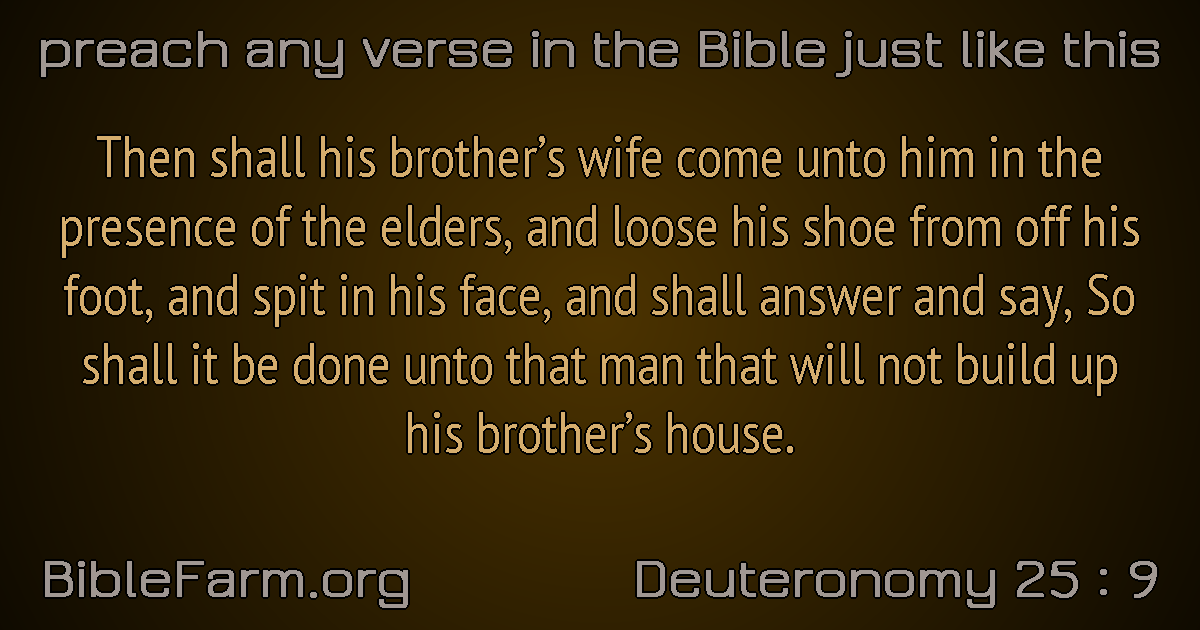 preach any verse in the Bible just like this
Then shall his brother’s wife come unto him in the
presence of the elders, and loose his shoe from off his
foot, and spit in his face, and shall answer and say, So
shall it be done unto that man that will not build up
his brother’s house.
BibleFarm.org
Deuteronomy 25 : 9